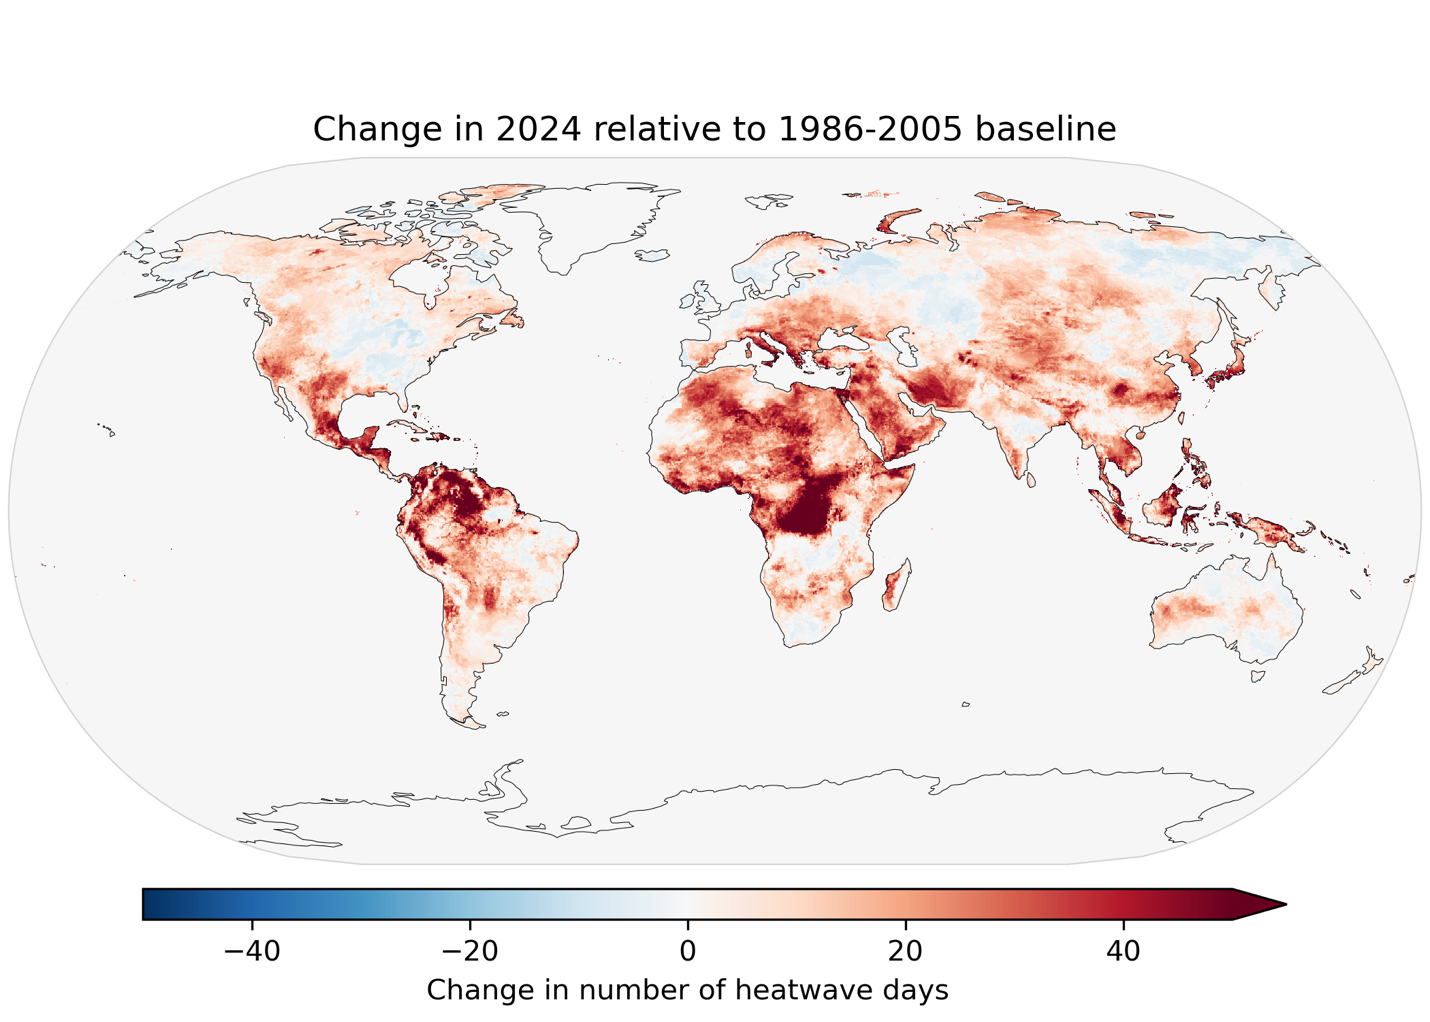 Change in 2024 relative to 1986-2005 baseline
−40 −20 0 20 40
Change in number of heatwave days